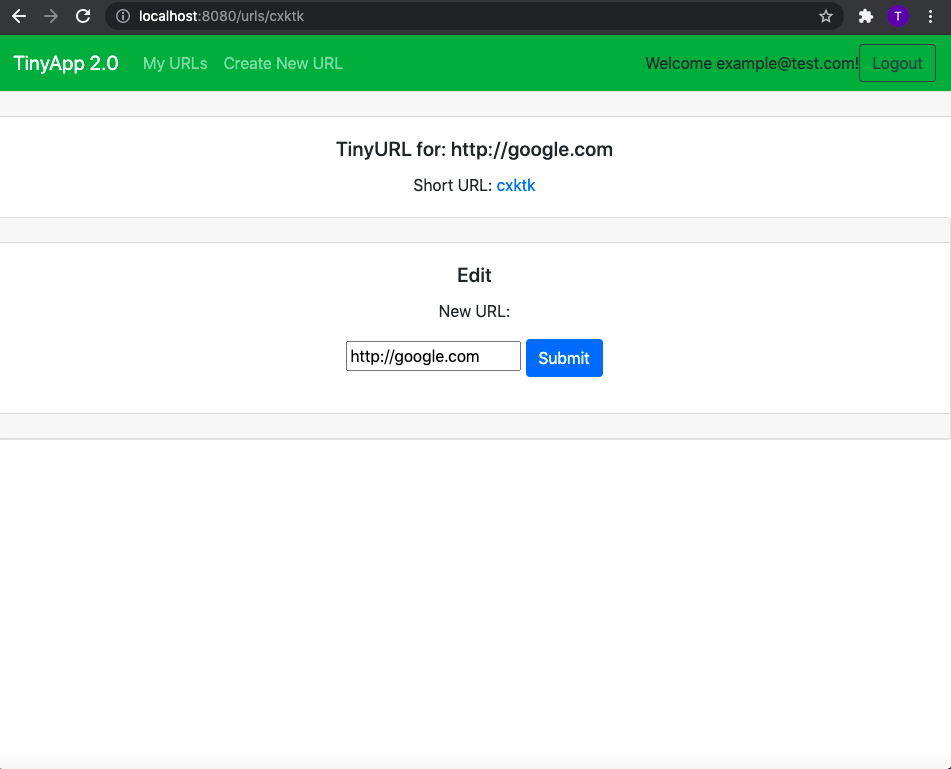 localhost:8080/urls/cxktk
T
TinyApp 2.0 My URLs Create New URL Welcome example@test.com! Logout
TinyURL for: http://google.com
Short URL: cxktk
Edit
New URL:
http://google.com Submit